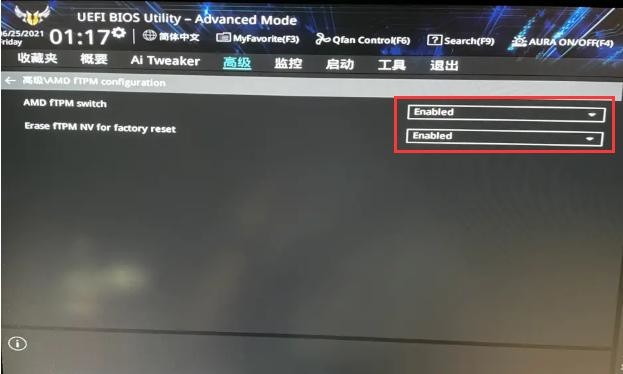 UEFI BIOS Utility – Advanced Mode
06/25/2021
Friday
01:17
简体中文
MyFavorite(F3)
Qfan Control(F6)
Search(F9)
AURA ON/OFF(F4)
收藏夹 概要 Ai Tweaker 高级 监控 启动 工具 退出
高级\AMD fTPM configuration
AMD fTPM switch
Enabled
Erase fTPM NV for factory reset
Enabled